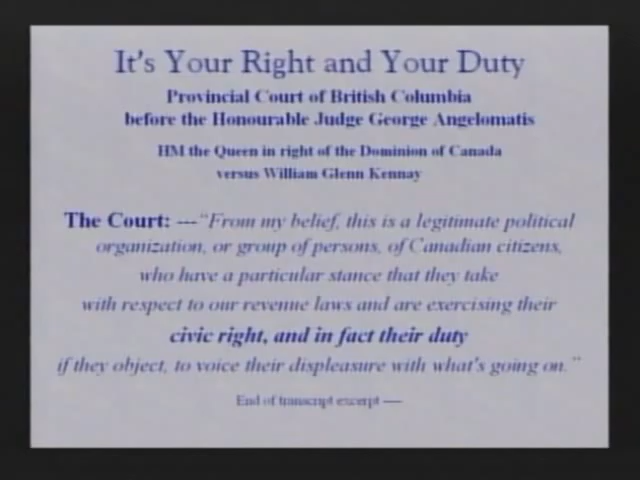 It's Your Right and Your Duty
Provincial Court of British Columbia
before the Honourable Judge George Angelomatis
HM the Queen in right of the Dominion of Canada
versus William Glenn Kennay
The Court: ---"From my belief, this is a legitimate political
organization, or group of persons, of Canadian citizens,
who have a particular stance that they take
with respect to our revenue laws and are exercising their
civic right, and in fact their duty
if they object, to voice their displeasure with what's going on."
End of transcript excerpt ----